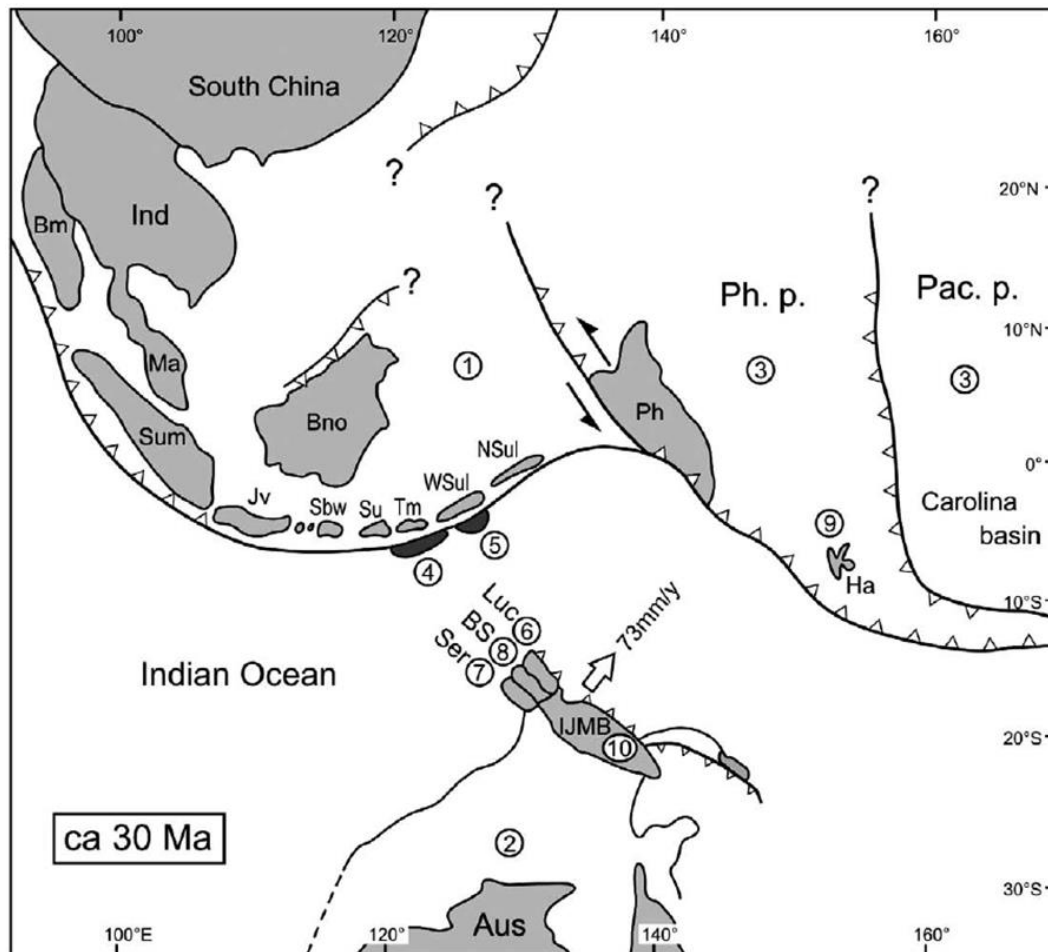 100°
120°
140°
160°
South China
?
?
?
20°N
Bm
Ind
?
Ph. p.
Pac. p.
10°N
Ma
①
③
③
Bno
Ph
Sum
NSul
0°
WSul
Jv
Sbw
Su
Tm
Carolina
basin
⑨
⑤
④
Ha
10°S
Luc
⑥
BS
⑧
Ser
⑦
73mm/y
Indian Ocean
IJMB
⑩
20°S
ca 30 Ma
②
30°S
Aus
100°E
120°
140°
160°